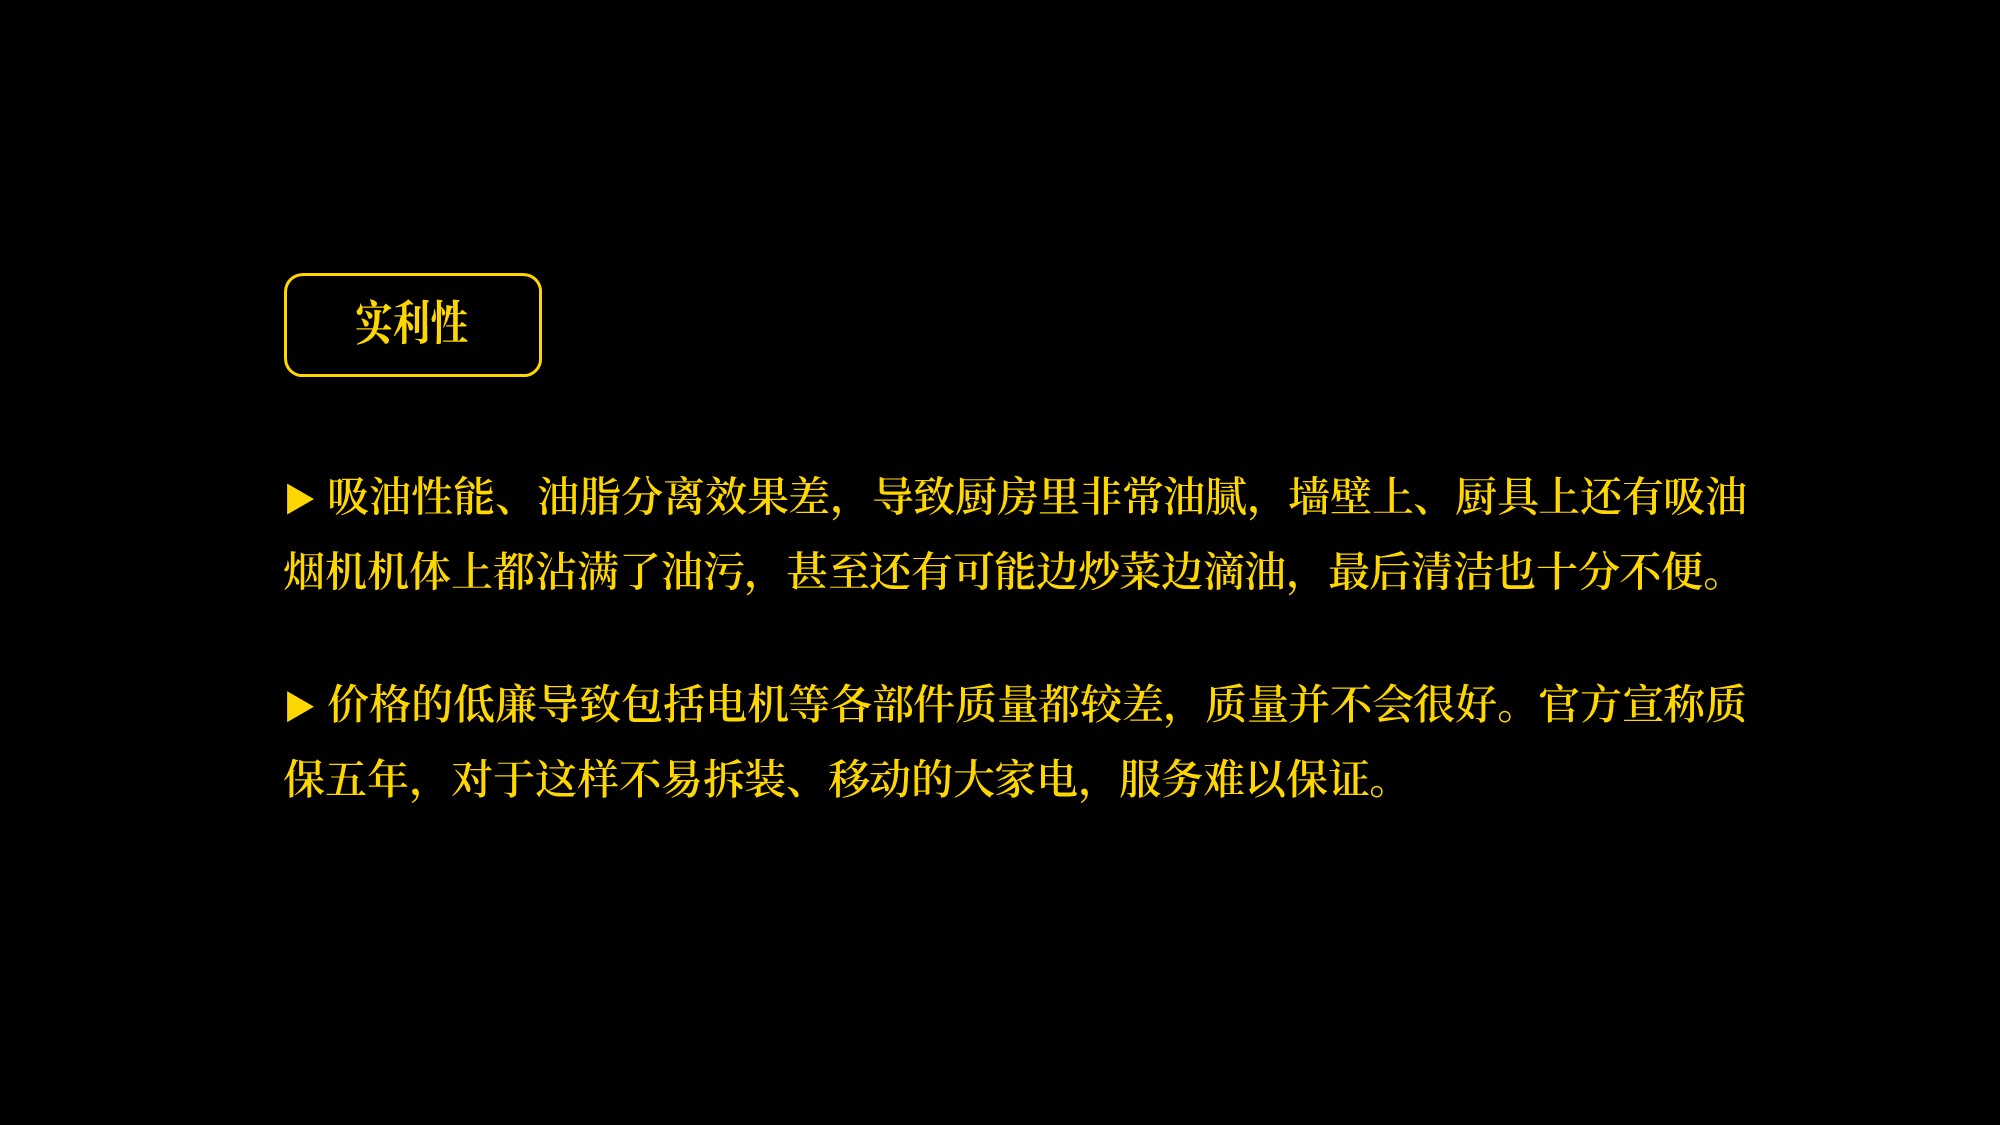 实利性
▶ 吸油性能、油脂分离效果差，导致厨房里非常油腻，墙壁上、厨具上还有吸油
烟机机体上都沾满了油污，甚至还有可能边炒菜边滴油，最后清洁也十分不便。
▶ 价格的低廉导致包括电机等各部件质量都较差，质量并不会很好。官方宣称质
保五年，对于这样不易拆装、移动的大家电，服务难以保证。